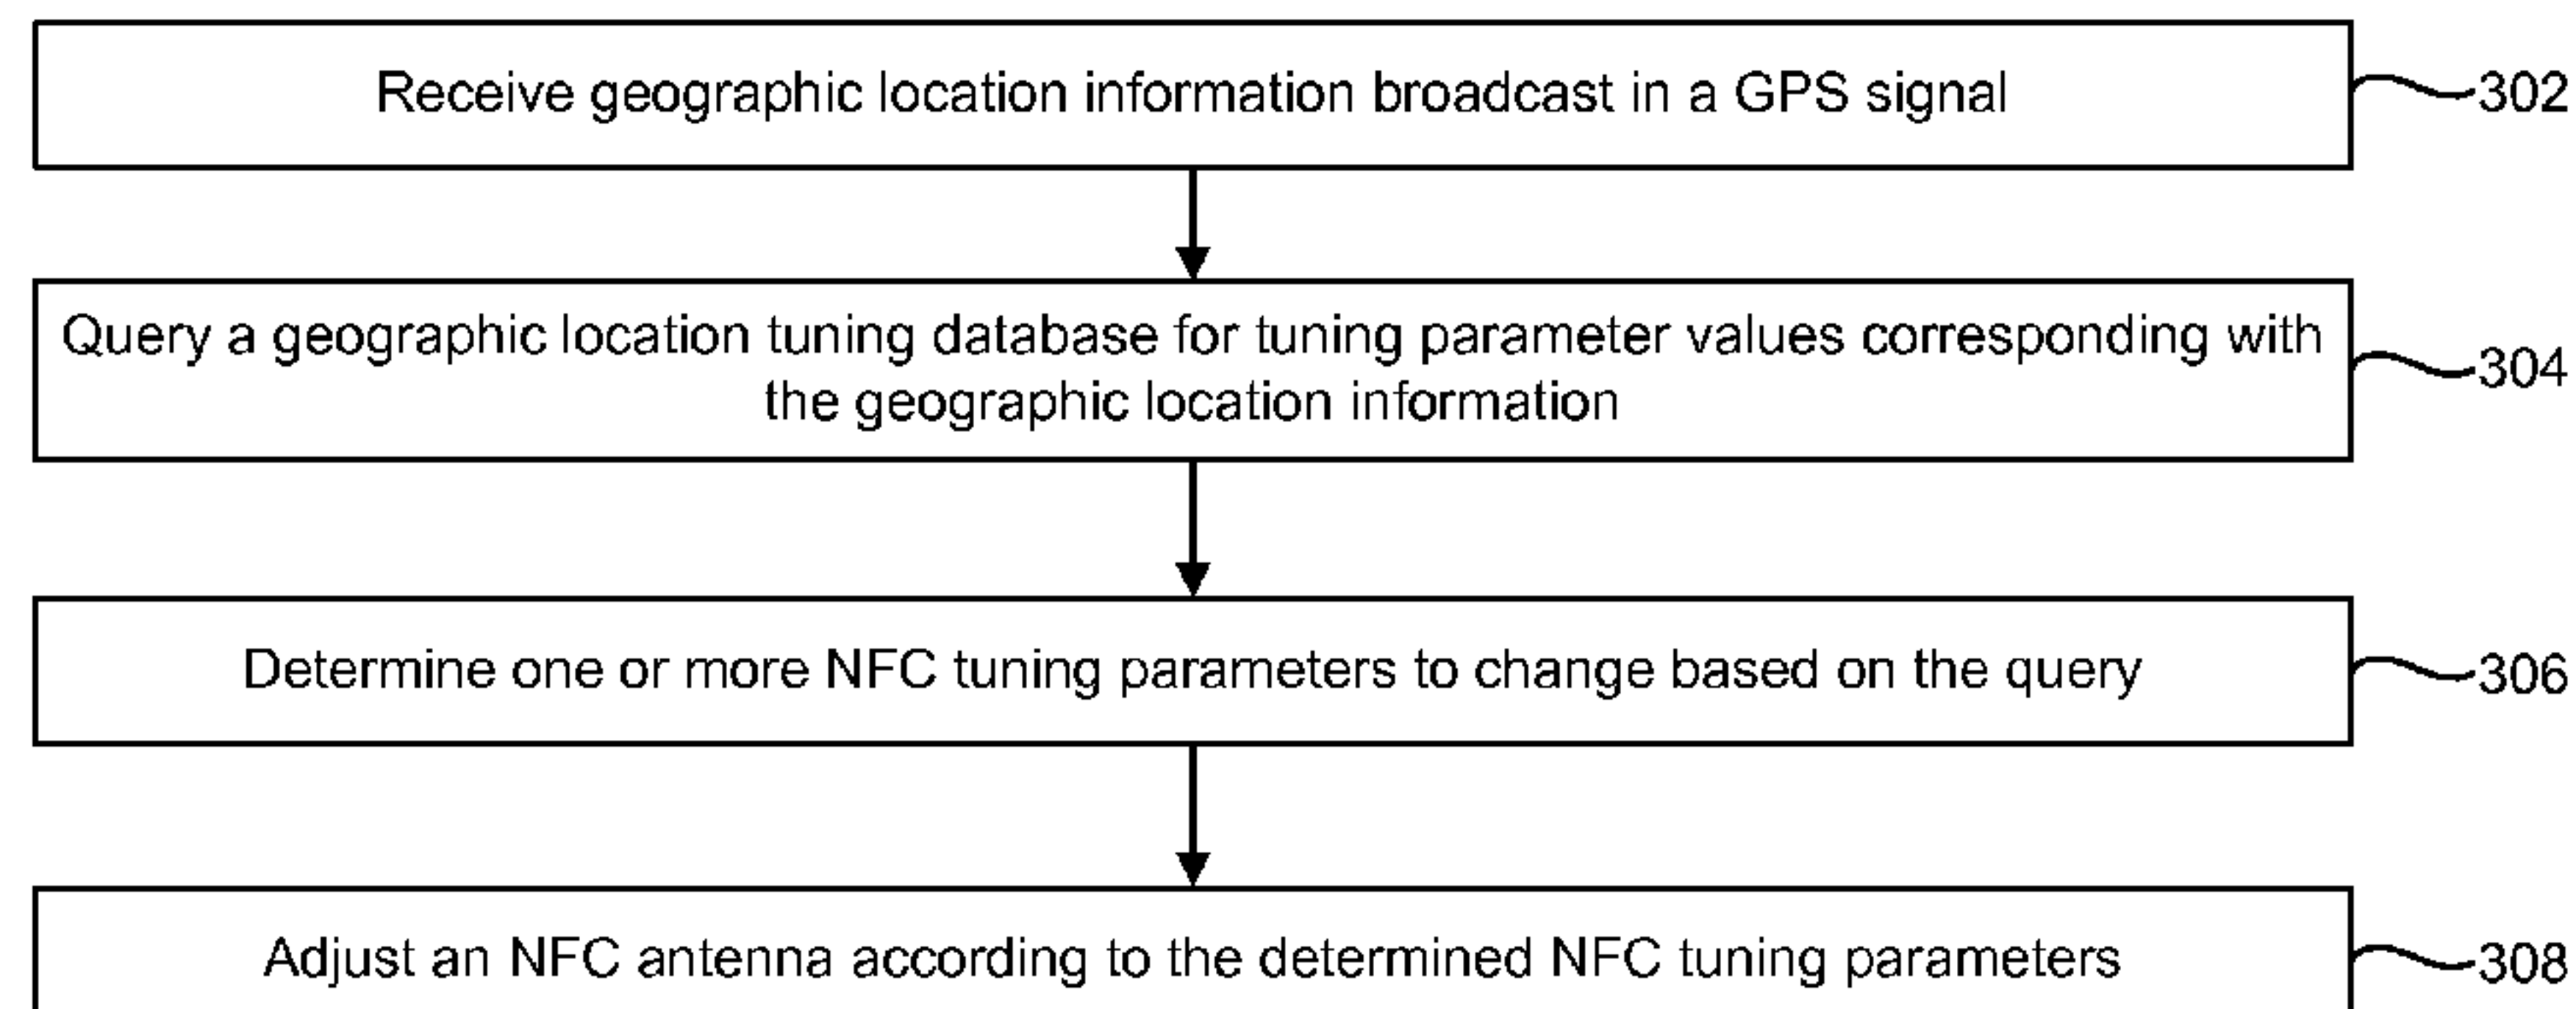 Receive geographic location information broadcast in a GPS signal
302
Query a geographic location tuning database for tuning parameter values corresponding with
the geographic location information
304
Determine one or more NFC tuning parameters to change based on the query
306
Adjust an NFC antenna according to the determined NFC tuning parameters
308